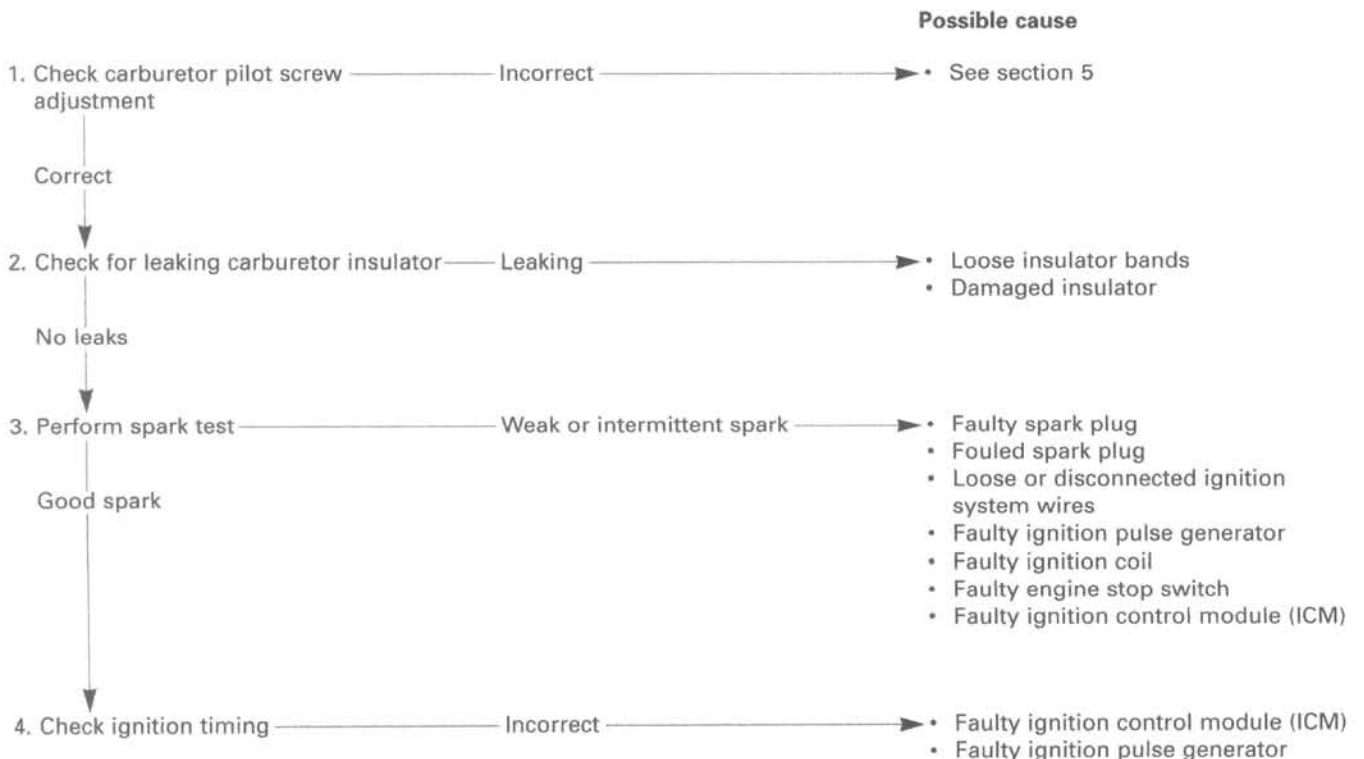 Possible cause
1. Check carburetor pilot screw adjustment
Incorrect
• See section 5
Correct
2. Check for leaking carburetor insulator
Leaking
• Loose insulator bands
• Damaged insulator
No leaks
3. Perform spark test
Weak or intermittent spark
• Faulty spark plug
• Fouled spark plug
• Loose or disconnected ignition
system wires
• Faulty ignition pulse generator
• Faulty ignition coil
• Faulty engine stop switch
• Faulty ignition control module (ICM)
Good spark
4. Check ignition timing
Incorrect
• Faulty ignition control module (ICM)
• Faulty ignition pulse generator